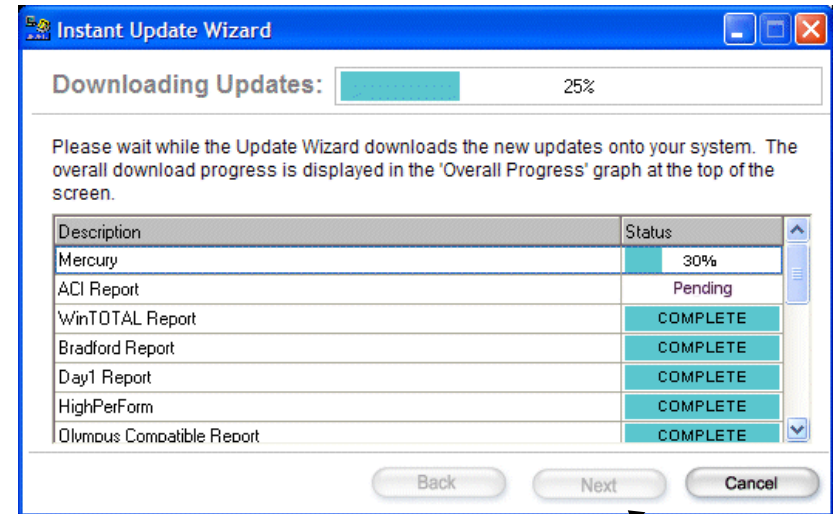 Instant Update Wizard
Downloading Updates: 25%
Please wait while the Update Wizard downloads the new updates onto your system. The
overall download progress is displayed in the 'Overall Progress' graph at the top of the
screen.
Description Status
Mercury 30%
ACI Report Pending
WinTOTAL Report COMPLETE
Bradford Report COMPLETE
Day1 Report COMPLETE
HighPerForm COMPLETE
Olympus Compatible Report COMPLETE
Back Next Cancel